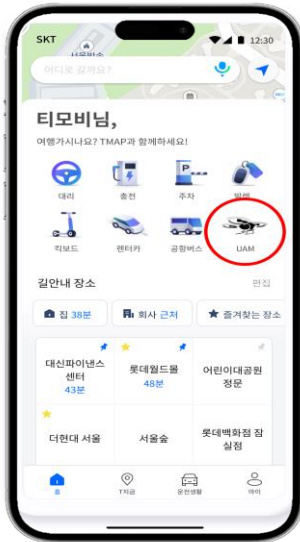 SKT
12:30
어디로 갈까요?
티모비님,
여행가시나요? TMAP과 함께하세요!
대리
충전
주차
발렛
킥보드
렌터카
공항버스
UAM
길안내 장소
편집
집 38분
회사 근처
즐겨찾는 장소
대신파이낸스
센터
43분
롯데월드몰
48분
어린이대공원
정문
더현대 서울
서울숲
롯데백화점 잠
실점
홈
T지금
운전생활
마이